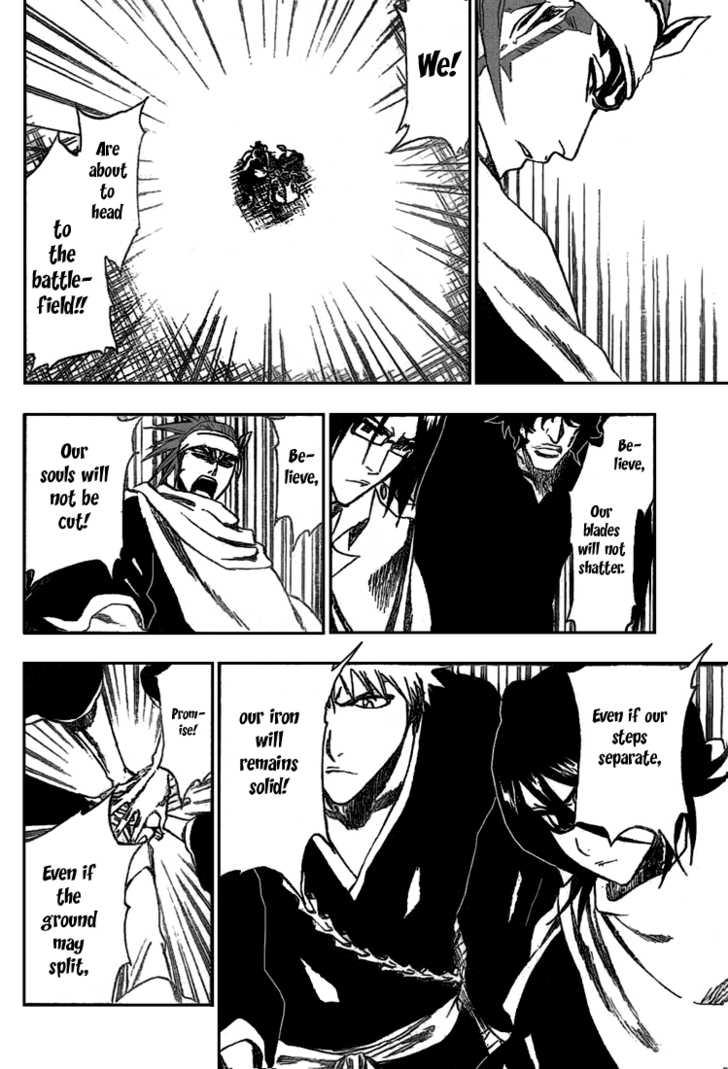 We!
Are
about
to
head
to
the
battle-
field!!
Be-
lieve,
Our
blades
will not
shatter.
Be-
lieve,
Our
souls will
not be
cut!
Even if our
steps
separate,
our iron
will
remains
solid!
Prom-
ise!
Even if
the
ground
may
split,